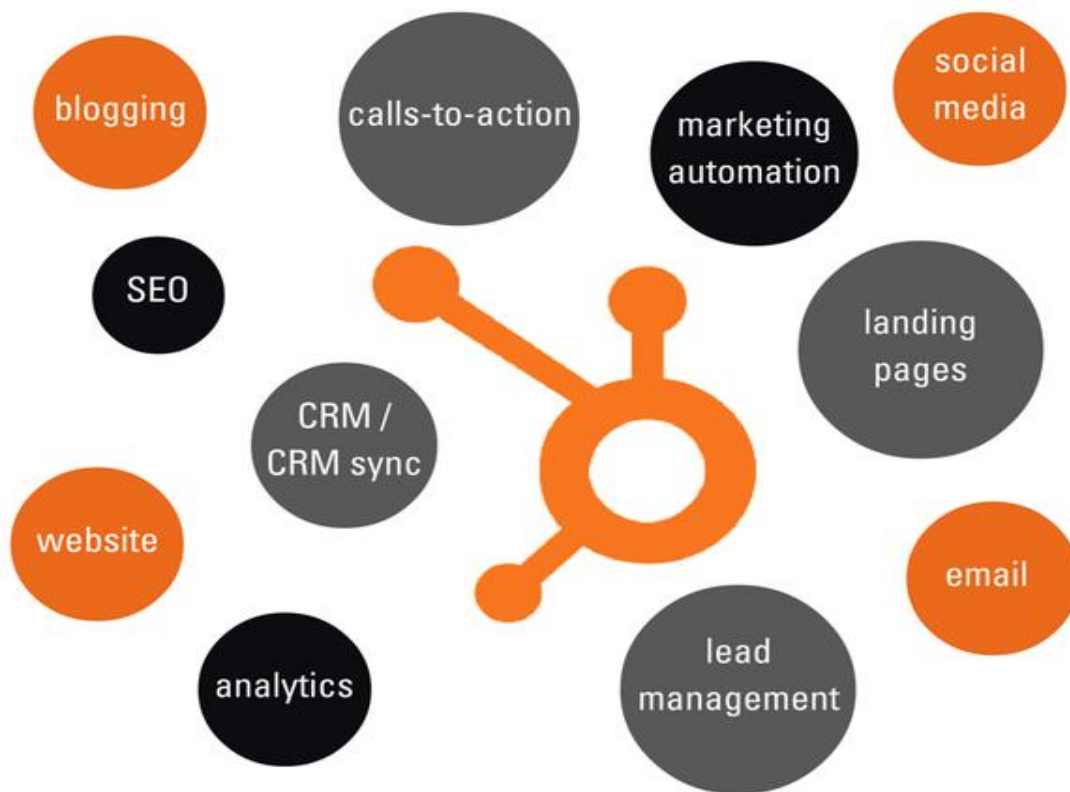 blogging
calls-to-action
marketing
automation
social
media
SEO
landing
pages
CRM /
CRM sync
website
email
analytics
lead
management